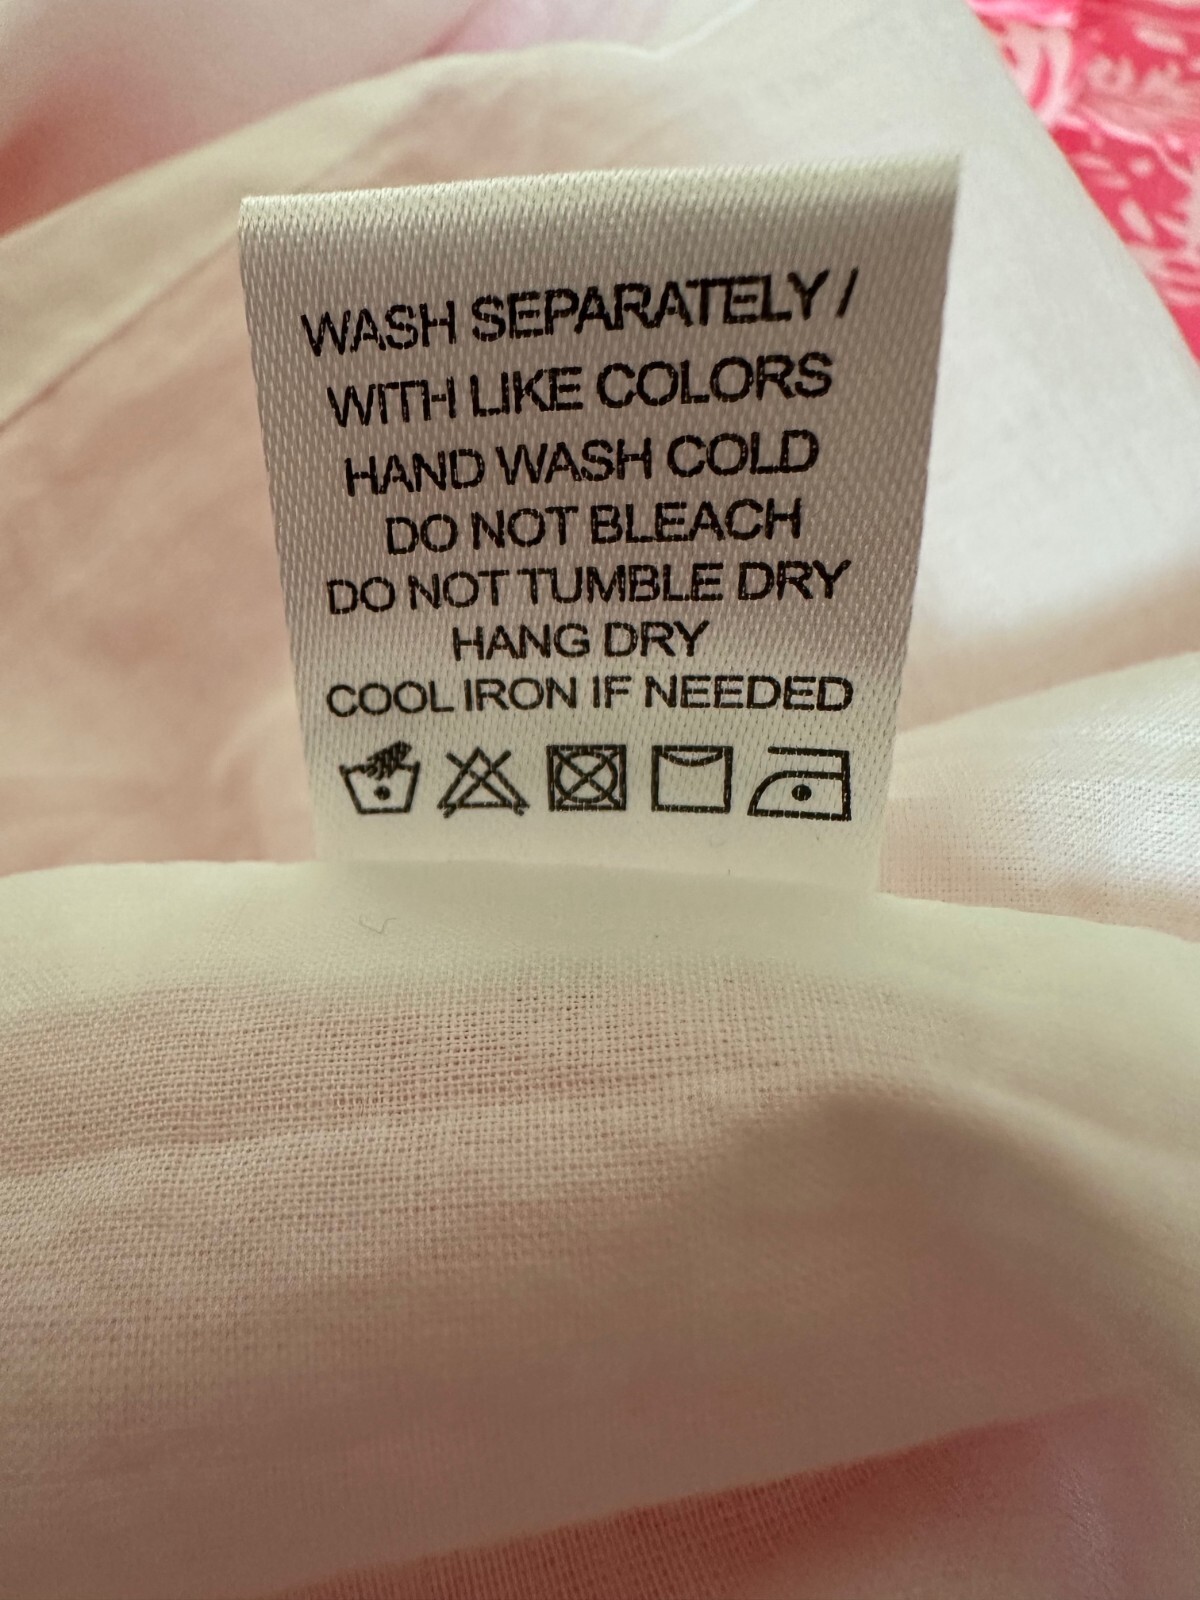 WASH SEPARATELY /
WITH LIKE COLORS
HAND WASH COLD
DO NOT BLEACH
DO NOT TUMBLE DRY
HANG DRY
COOL IRON IF NEEDED